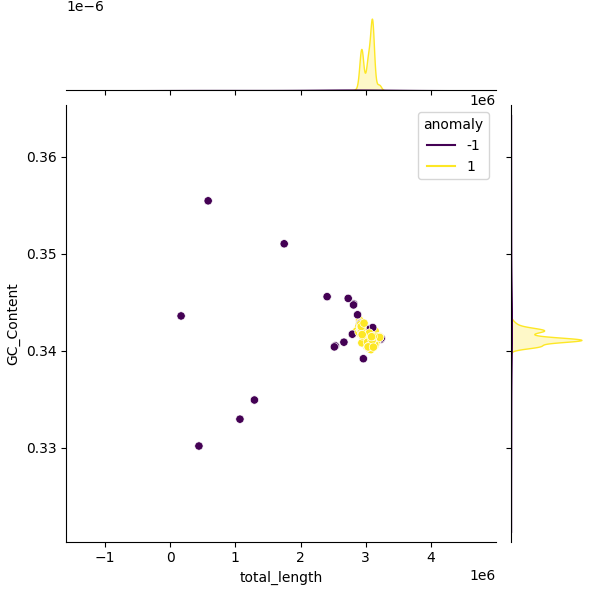 1e−6
1e6
anomaly
-1
1
0.36
0.35
0.34
0.33
GC_Content
−1
0
1
2
3
4
total_length
1e6